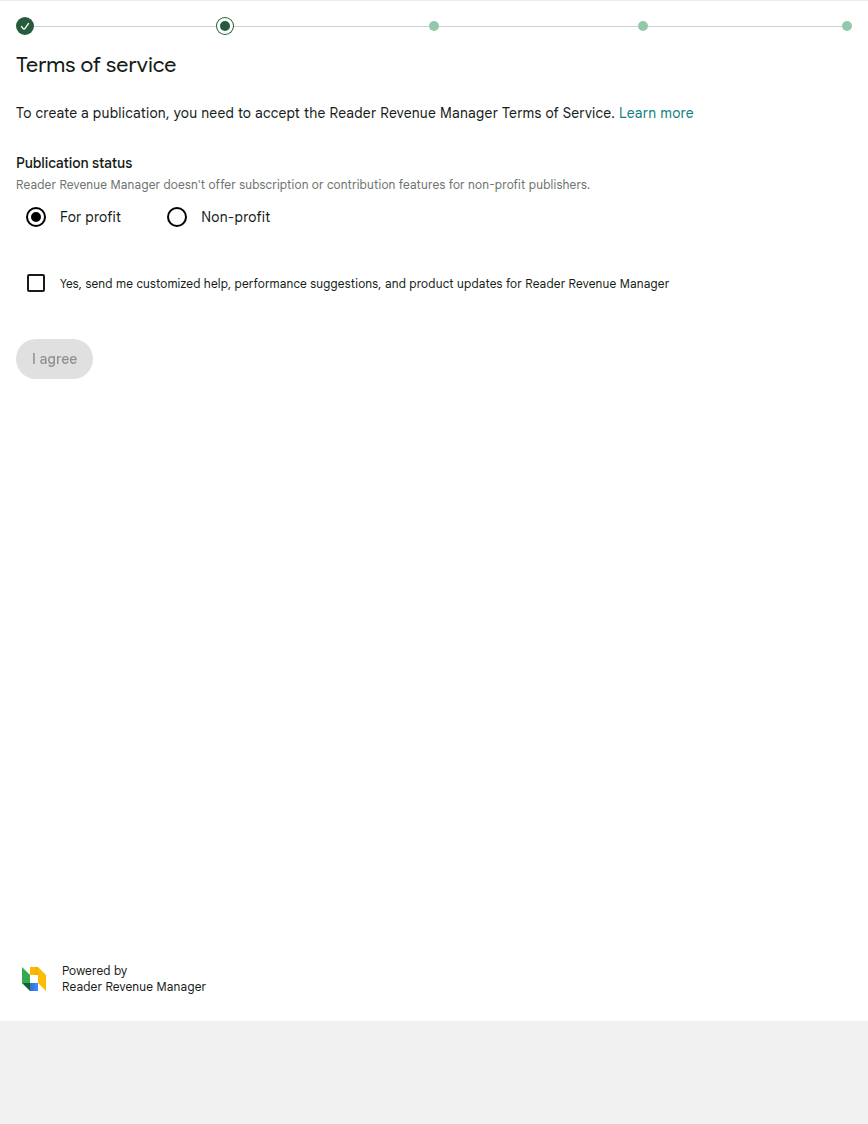 Terms of service
To create a publication, you need to accept the Reader Revenue Manager Terms of Service. Learn more
Publication status
Reader Revenue Manager doesn't offer subscription or contribution features for non-profit publishers.
For profit Non-profit
Yes, send me customized help, performance suggestions, and product updates for Reader Revenue Manager
I agree
Powered by
Reader Revenue Manager